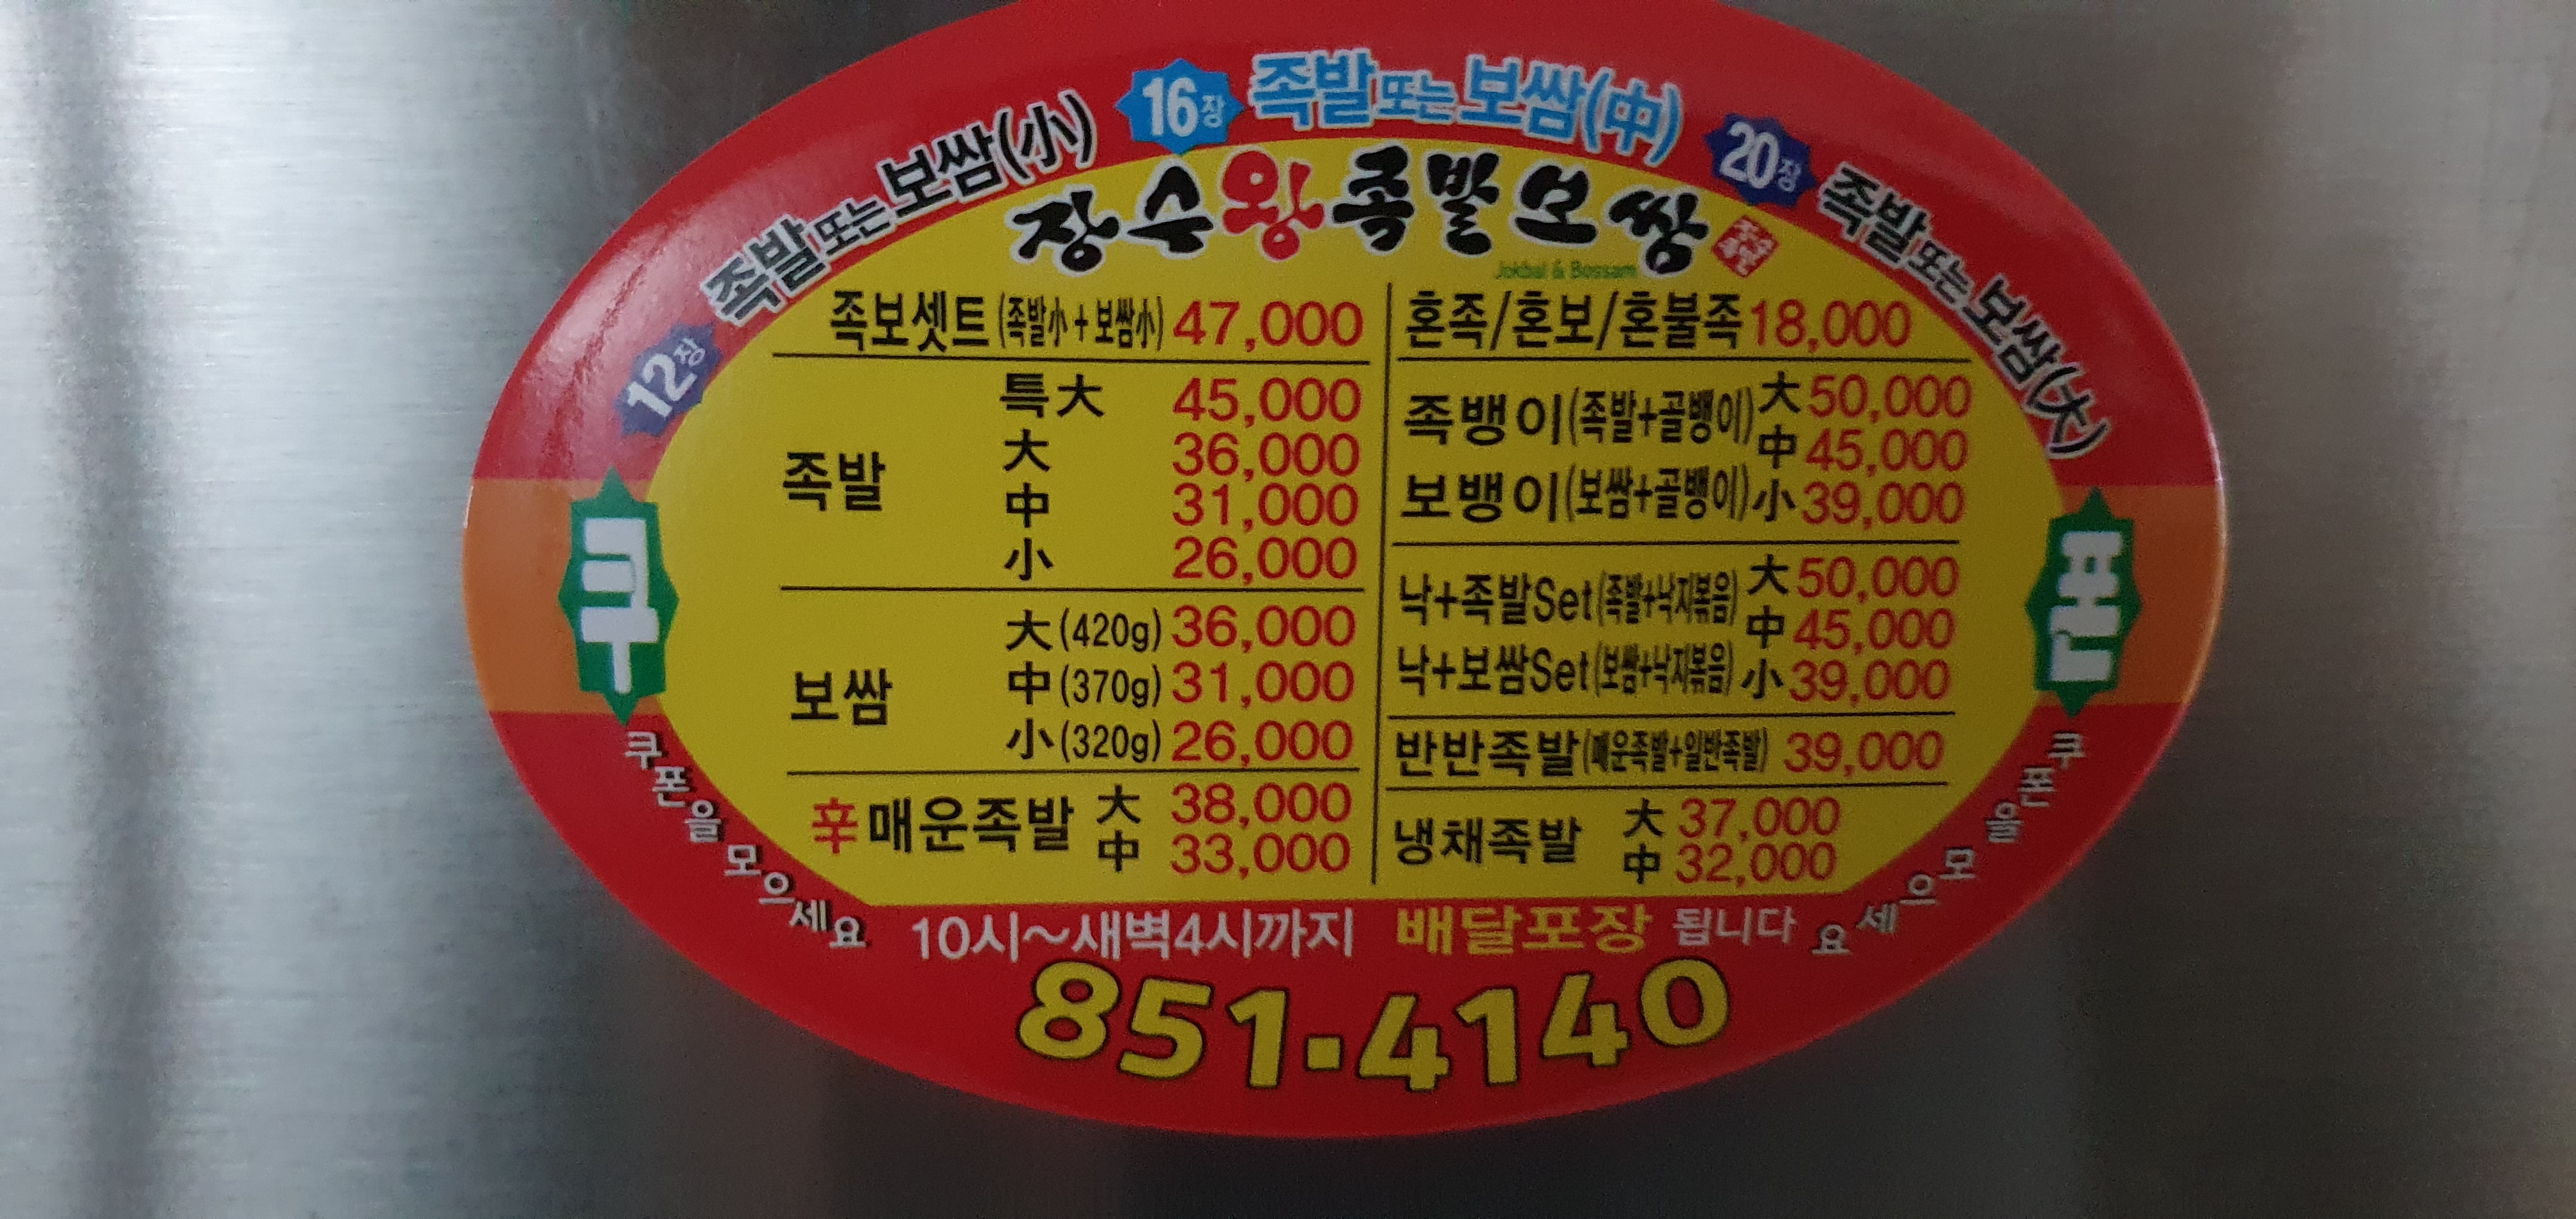 12장 족발또는보쌈(小)
16장 족발또는보쌈(中)
20장 족발또는보쌈(大)
장수왕족발보쌈
Jokbal & Bossam
쿠폰
족보셋트(족발小+보쌈小) 47,000
족발
특大 45,000
大 36,000
中 31,000
小 26,000
보쌈
大(420g) 36,000
中(370g) 31,000
小(320g) 26,000
辛매운족발 大 38,000
中 33,000
혼족/혼보/혼불족 18,000
족뱅이(족발+골뱅이)
보뱅이(보쌈+골뱅이)
大 50,000
中 45,000
小 39,000
낙+족발Set(족발+낙지볶음)
낙+보쌈Set(보쌈+낙지볶음)
大 50,000
中 45,000
小 39,000
반반족발(매운족발+일반족발) 39,000
냉채족발 大 37,000
中 32,000
쿠폰을 모으세요
쿠폰을 모으세요
10시~새벽4시까지 배달포장 됩니다
851-4140